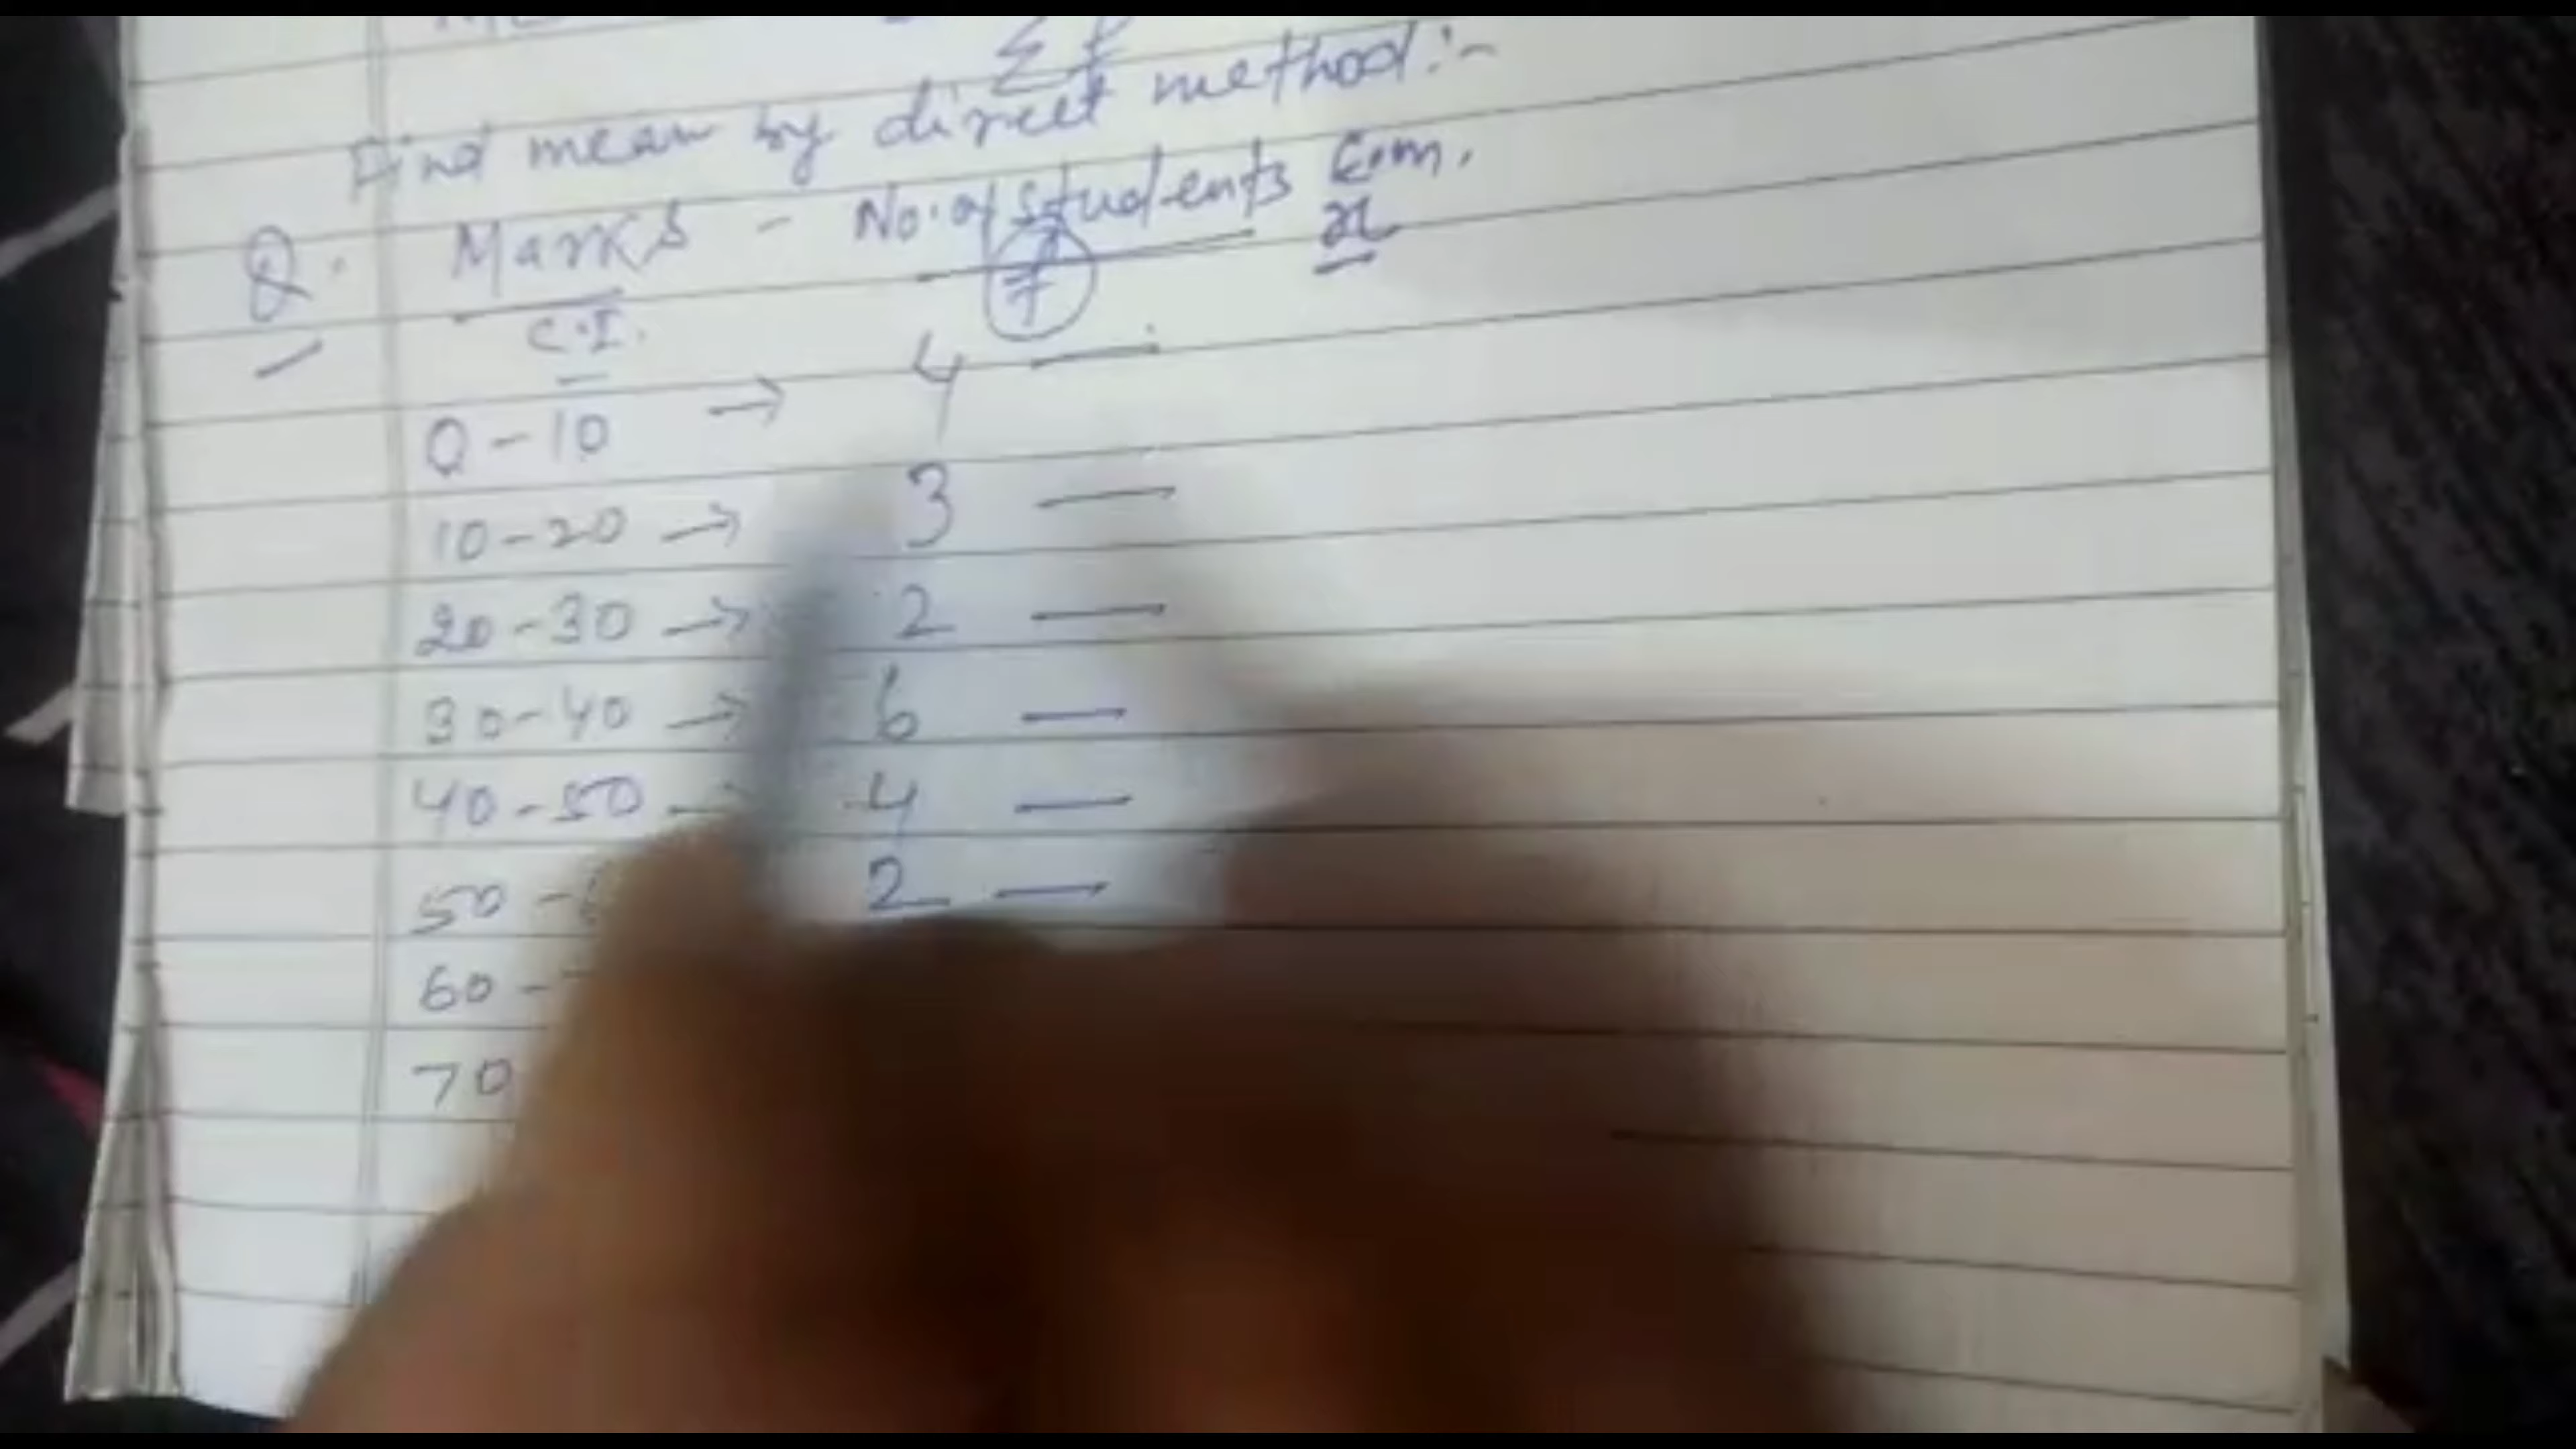 Σf
Find mean by direct method:-
Q. Marks - No. of students C.m.
C.I. f x
0-10 → 4 —
10-20 → 3 —
20-30 → 2 —
30-40 → 6 —
40-50 → 4 —
50 - 2 —
60 -
70